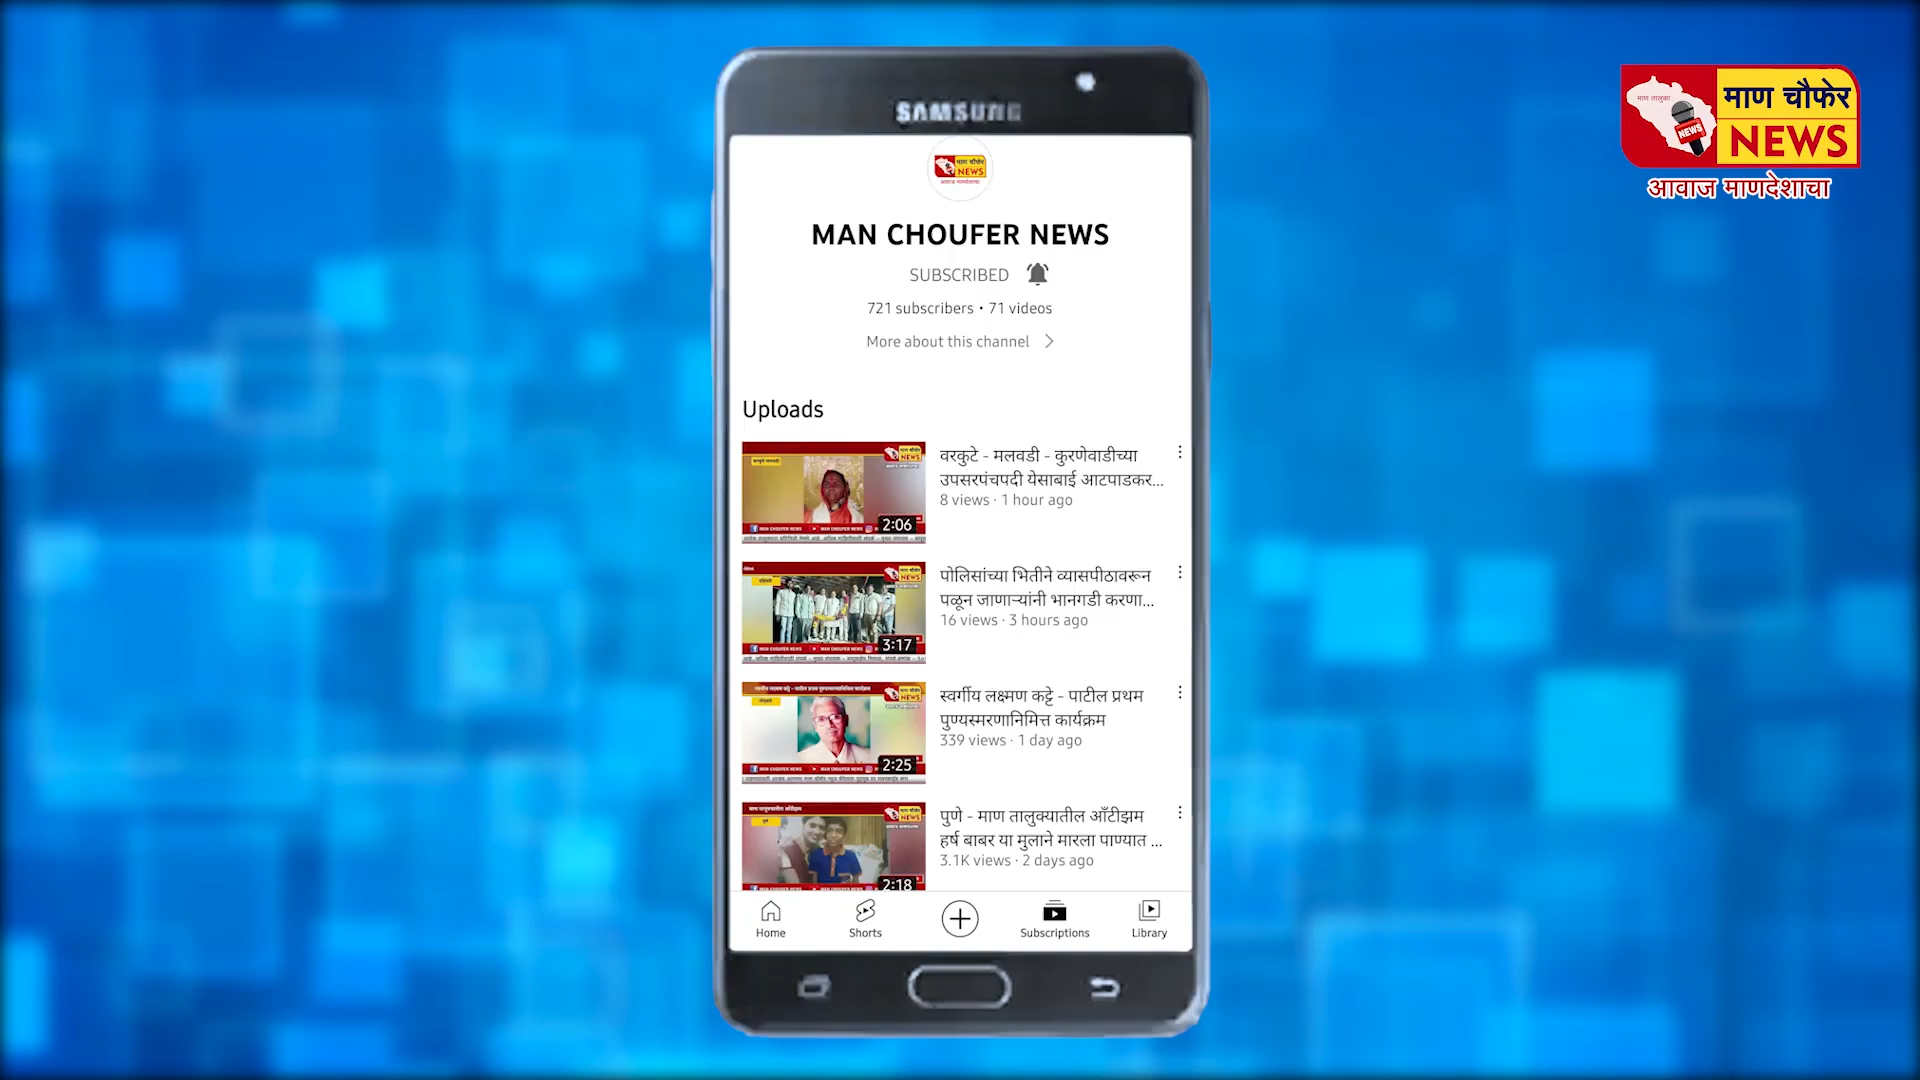 SAMSUNG
माण तालुका
NEWS
माण चौफेर
NEWS
आवाज माणदेशाचा
माण चौफेर
NEWS
MAN CHOUFER NEWS
SUBSCRIBED
721 subscribers • 71 videos
More about this channel
Uploads
वरकुटे - मलवडी - कुरणेवाडीच्या
उपसरपंचपदी येसाबाई आटपाडकर...
8 views · 1 hour ago
2:06
पोलिसांच्या भितीने व्यासपीठावरून
पळून जाणाऱ्यांनी भानगडी करणा...
16 views · 3 hours ago
3:17
स्वर्गीय लक्ष्मण कट्टे - पाटील प्रथम
पुण्यस्मरणानिमित्त कार्यक्रम
339 views · 1 day ago
2:25
पुणे - माण तालुक्यातील ऑटीझम
हर्ष बाबर या मुलाने मारला पाण्यात ...
3.1K views · 2 days ago
2:18
Home
Shorts
Subscriptions
Library